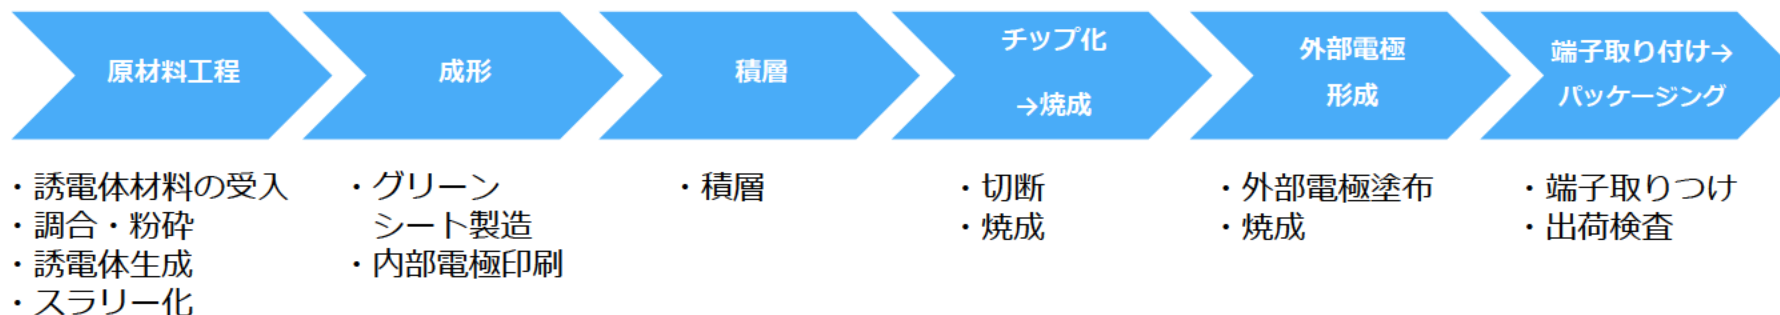 原材料工程
成形
積層
チップ化
→焼成
外部電極
形成
端子取り付け→
パッケージング
・誘電体材料の受入
・調合・粉砕
・誘電体生成
・スラリー化
・グリーン
シート製造
・内部電極印刷
・積層
・切断
・焼成
・外部電極塗布
・焼成
・端子取りつけ
・出荷検査